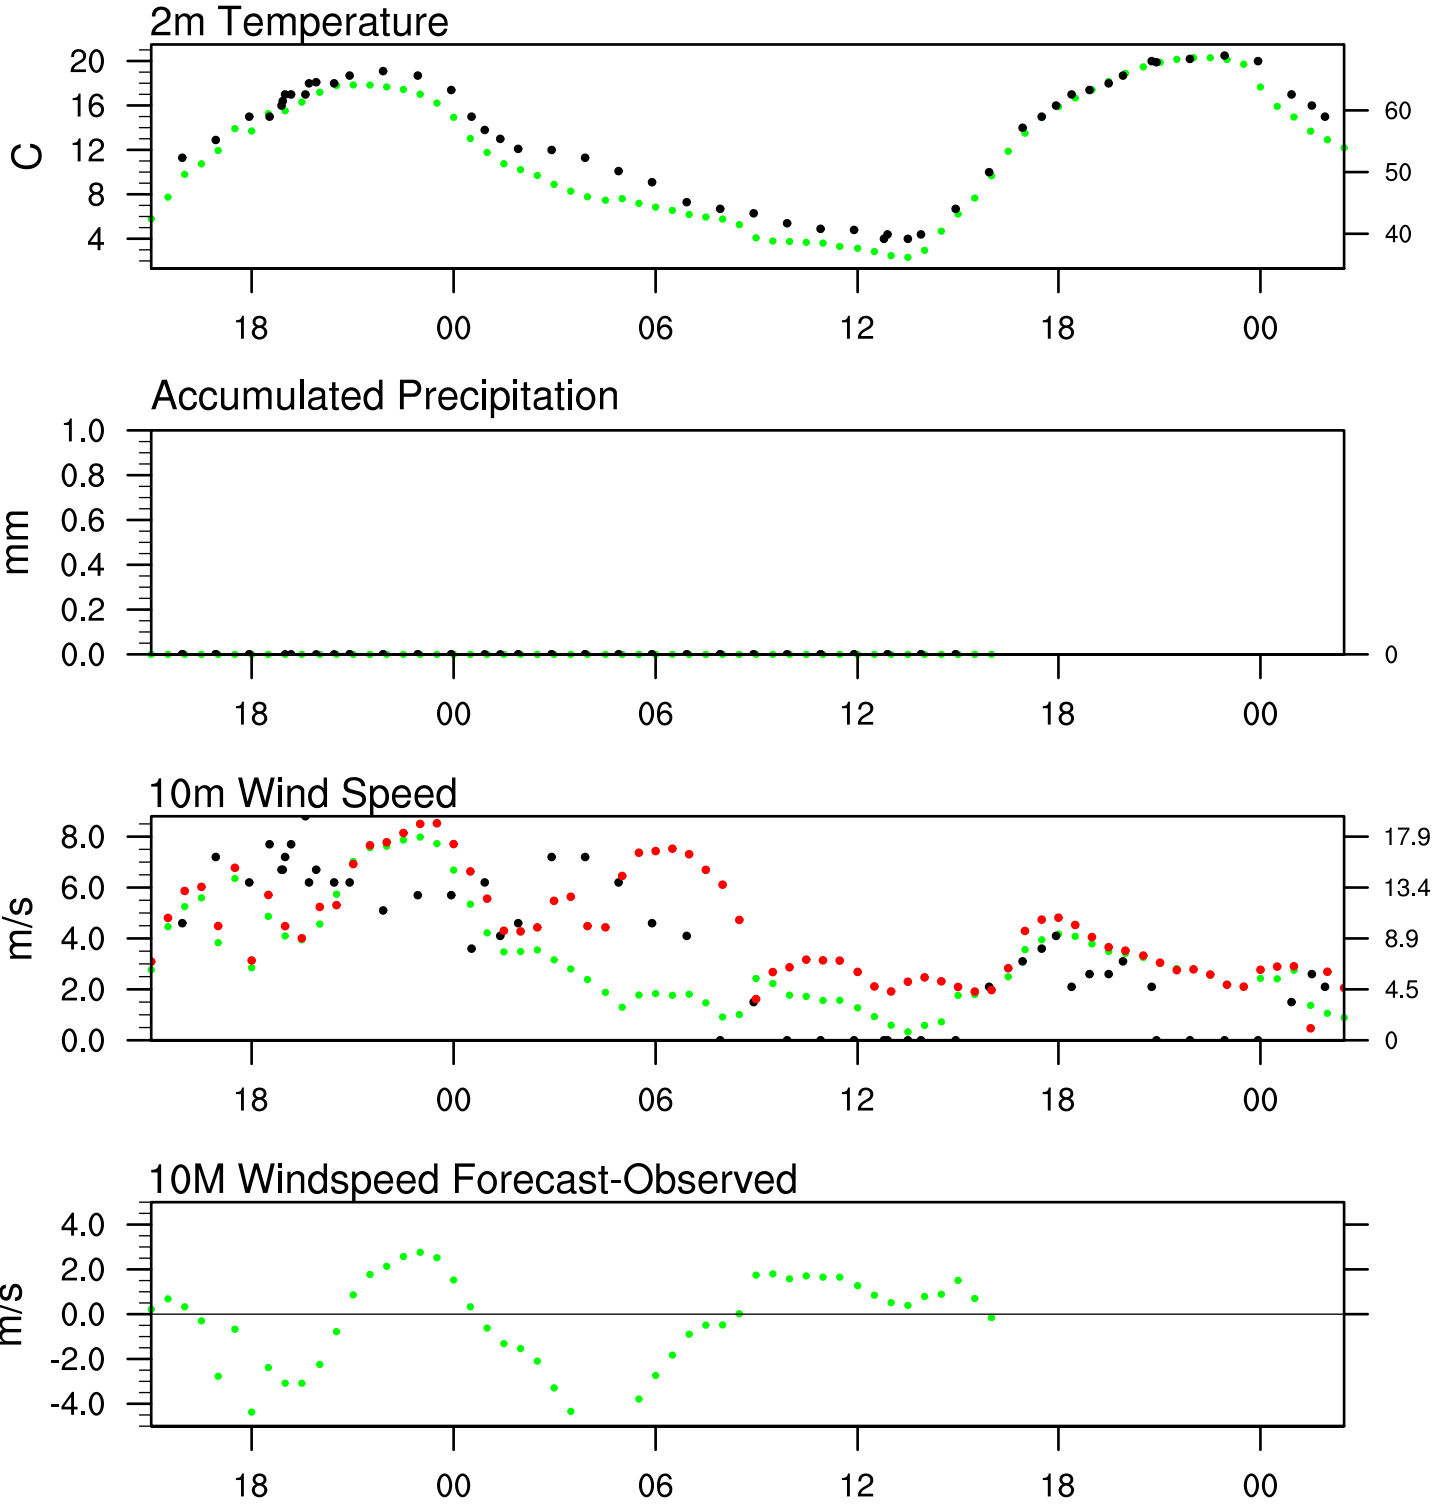 2m Temperature
20
16
12
8
4
C
60
50
40
18 00 06 12 18 00
Accumulated Precipitation
1.0
0.8
0.6
0.4
0.2
0.0
mm
0
18 00 06 12 18 00
10m Wind Speed
8.0
6.0
4.0
2.0
0.0
m/s
17.9
13.4
8.9
4.5
0
18 00 06 12 18 00
10M Windspeed Forecast-Observed
4.0
2.0
0.0
-2.0
-4.0
m/s
18 00 06 12 18 00